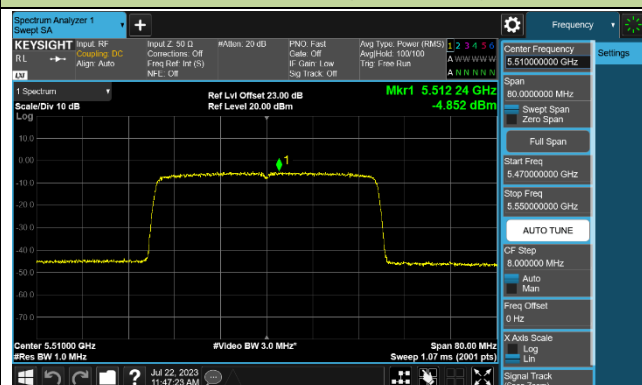 Spectrum Analyzer 1
Swept SA
Frequency
KEYSIGHT
RL
LXI
Input: RF
Coupling: DC
Align: Auto
Input Z: 50 Ω
Corrections: Off
Freq Ref: Int (S)
NFE: Off
#Atten: 20 dB
PNO: Fast
Gate: Off
IF Gain: Low
Sig Track: Off
Avg Type: Power (RMS)
Avg|Hold: 100/100
Trig: Free Run
1 2 3 4 5 6
A W W W W W
A N N N N N
Center Frequency
5.510000000 GHz
Settings
Span
80.0000000 MHz
Swept Span
Zero Span
Full Span
Start Freq
5.470000000 GHz
Stop Freq
5.550000000 GHz
AUTO TUNE
CF Step
8.000000 MHz
Auto
Man
Freq Offset
0 Hz
X Axis Scale
Log
Lin
Signal Track
(Span Zoom)
1 Spectrum
Scale/Div 10 dB
Log
Ref Lvl Offset 23.00 dB
Ref Level 20.00 dBm
Mkr1 5.512 24 GHz
-4.852 dBm
1
10.0
0.00
-10.0
-20.0
-30.0
-40.0
-50.0
-60.0
-70.0
Center 5.51000 GHz
#Res BW 1.0 MHz
#Video BW 3.0 MHz*
Span 80.00 MHz
Sweep 1.07 ms (2001 pts)
Jul 22, 2023
11:47:23 AM